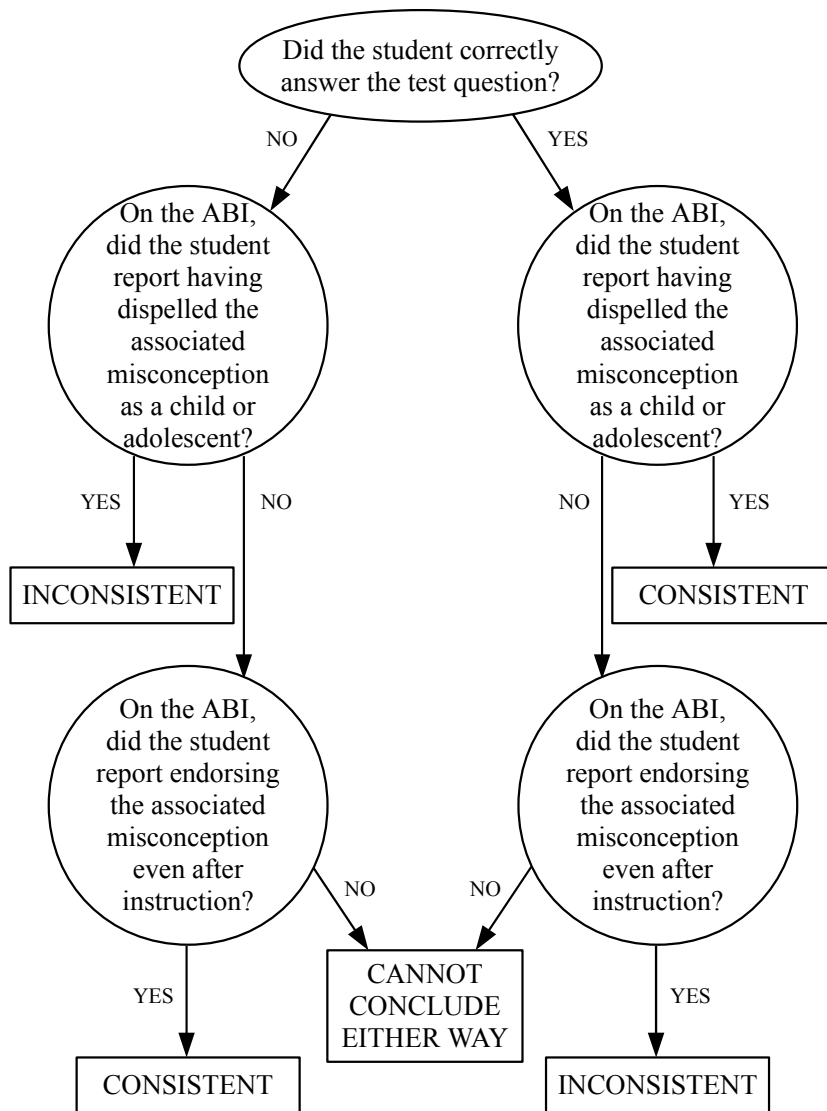 Did the student correctly
answer the test question?
NO
YES
On the ABI,
did the student
report having
dispelled the
associated
misconception
as a child or
adolescent?
On the ABI,
did the student
report having
dispelled the
associated
misconception
as a child or
adolescent?
YES
NO
NO
YES
INCONSISTENT
CONSISTENT
On the ABI,
did the student
report endorsing
the associated
misconception
even after
instruction?
On the ABI,
did the student
report endorsing
the associated
misconception
even after
instruction?
NO
NO
YES
CANNOT
CONCLUDE
EITHER WAY
YES
CONSISTENT
INCONSISTENT